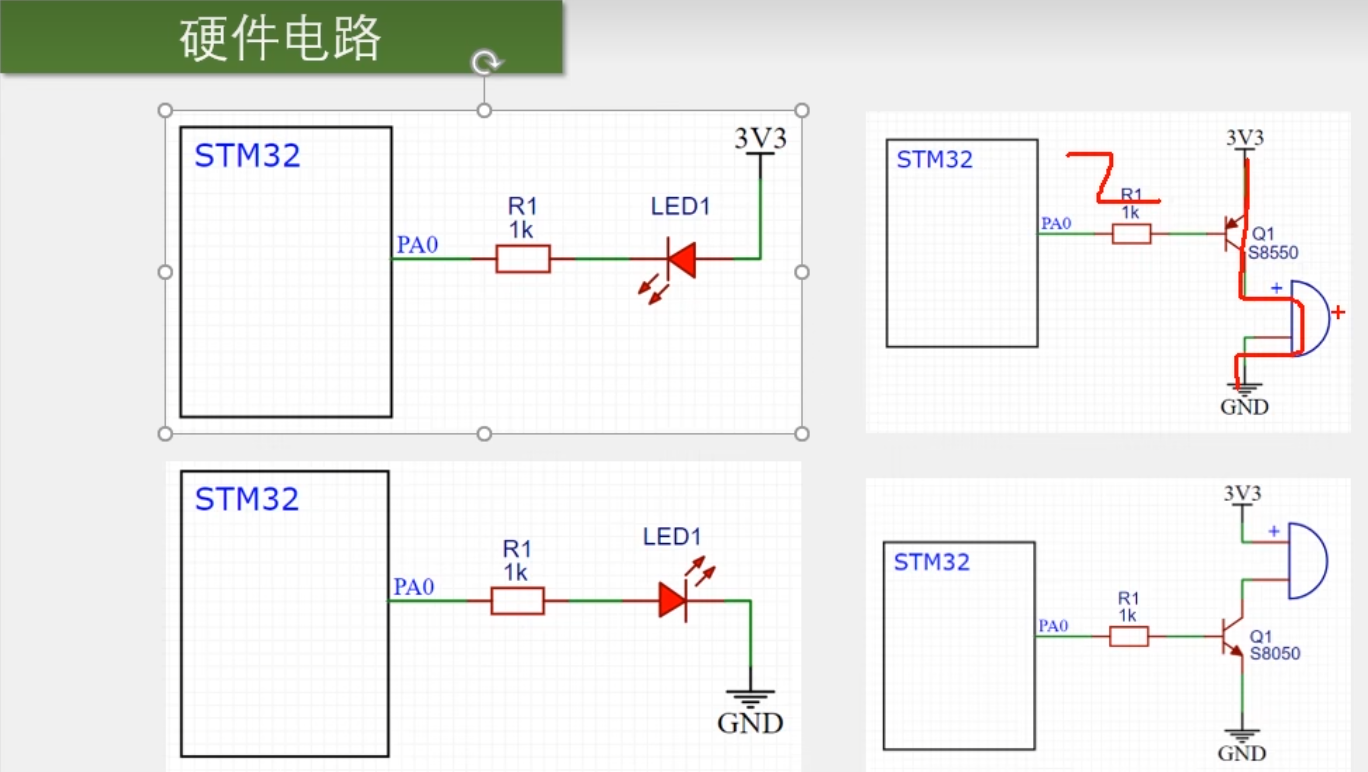 硬件电路
STM32
PA0
R1
1k
LED1
3V3
STM32
PA0
R1
1k
3V3
Q1
S8550
+
+
GND
STM32
PA0
R1
1k
LED1
GND
STM32
PA0
R1
1k
3V3
+
Q1
S8050
GND